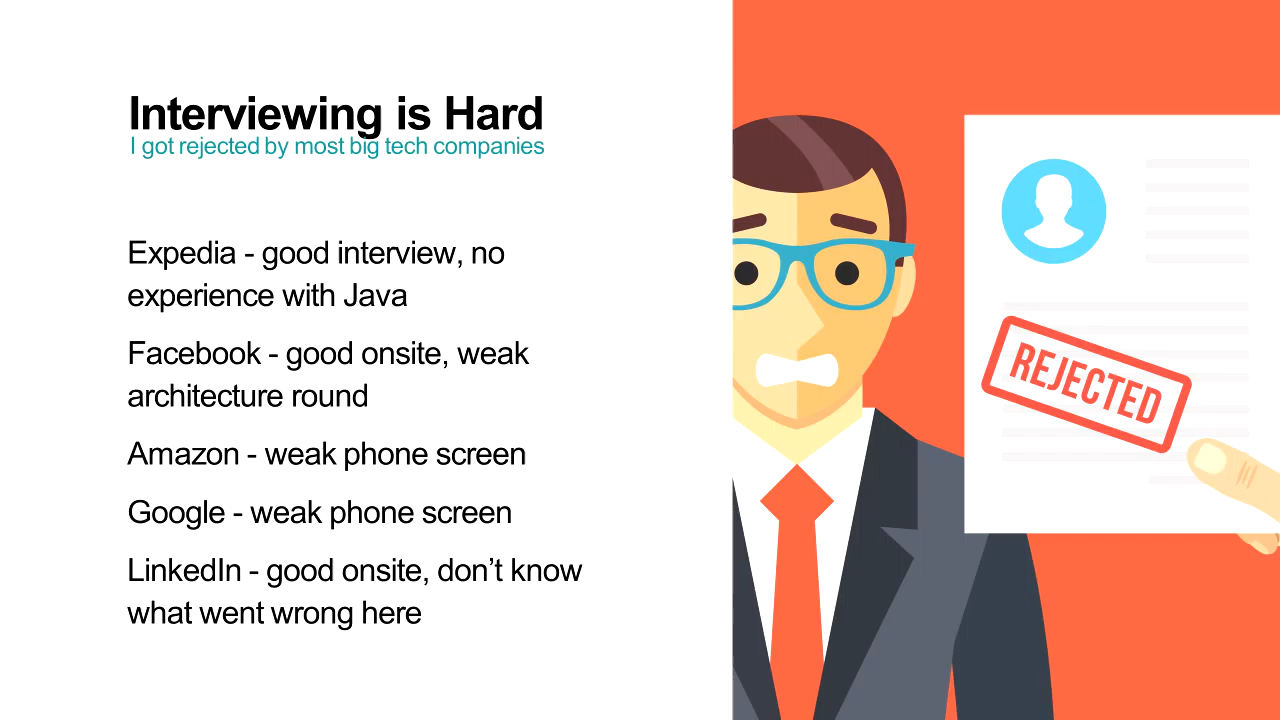 Interviewing is Hard
I got rejected by most big tech companies
Expedia - good interview, no
experience with Java
Facebook - good onsite, weak
architecture round
Amazon - weak phone screen
Google - weak phone screen
LinkedIn - good onsite, don’t know
what went wrong here
REJECTED